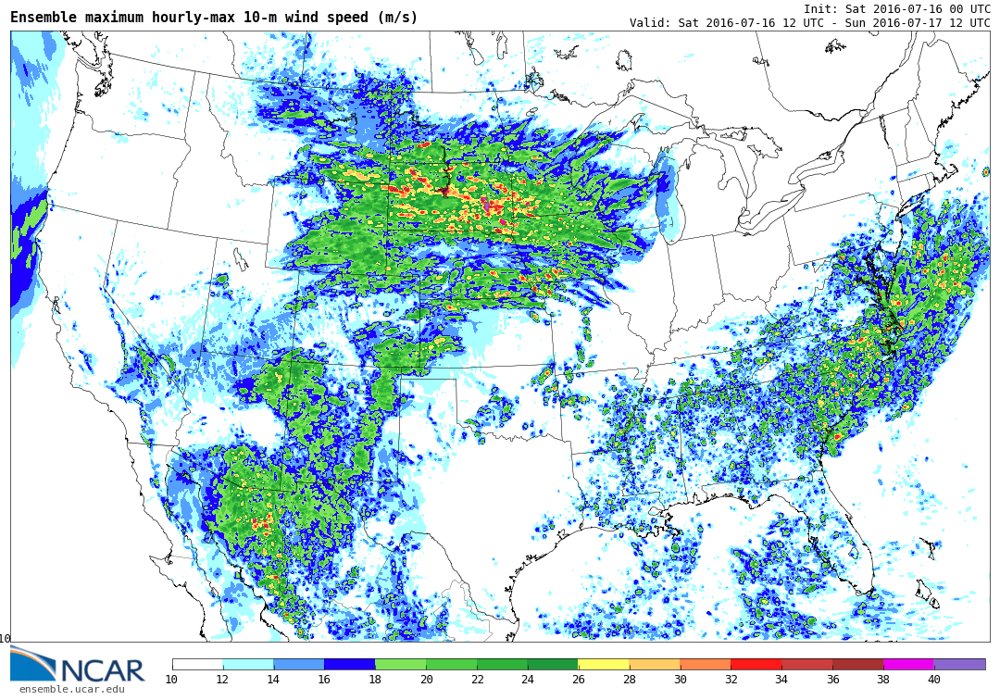 Ensemble maximum hourly-max 10-m wind speed (m/s)
Init: Sat 2016-07-16 00 UTC
Valid: Sat 2016-07-16 12 UTC - Sun 2016-07-17 12 UTC
10
NCAR
ensemble.ucar.edu
10 12 14 16 18 20 22 24 26 28 30 32 34 36 38 40